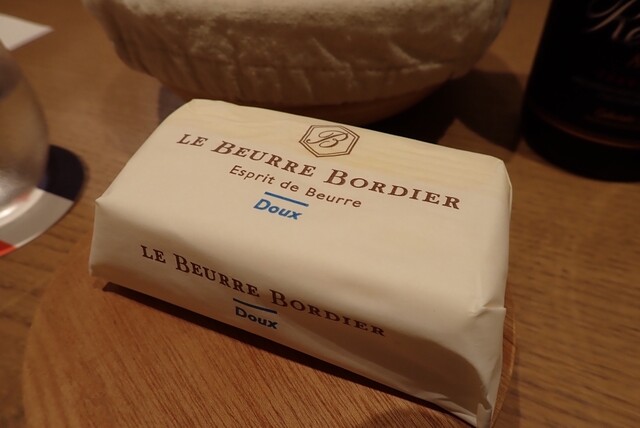 B
LE BEURRE BORDIER
Esprit de Beurre
Doux
LE BEURRE BORDIER
Doux